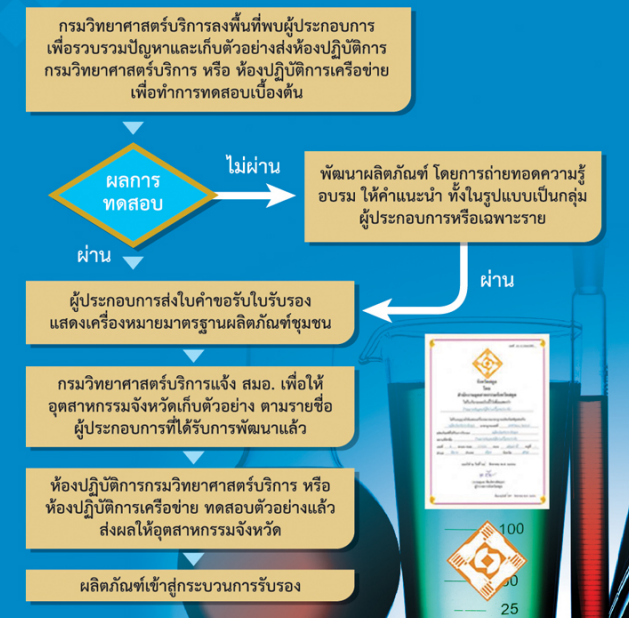 กรมวิทยาศาสตร์บริการลงพื้นที่พบผู้ประกอบการ
เพื่อรวบรวมปัญหาและเก็บตัวอย่างส่งห้องปฏิบัติการ
กรมวิทยาศาสตร์บริการ หรือ ห้องปฏิบัติการเครือข่าย
เพื่อทำการทดสอบเบื้องต้น
ผลการ
ทดสอบ
ไม่ผ่าน
พัฒนาผลิตภัณฑ์ โดยการถ่ายทอดความรู้
อบรม ให้คำแนะนำ ทั้งในรูปแบบเป็นกลุ่ม
ผู้ประกอบการหรือเฉพาะราย
ผ่าน
ผ่าน
ผู้ประกอบการส่งใบคำขอรับใบรับรอง
แสดงเครื่องหมายมาตรฐานผลิตภัณฑ์ชุมชน
กรมวิทยาศาสตร์บริการแจ้ง สมอ. เพื่อให้
อุตสาหกรรมจังหวัดเก็บตัวอย่าง ตามรายชื่อ
ผู้ประกอบการที่ได้รับการพัฒนาแล้ว
ห้องปฏิบัติการกรมวิทยาศาสตร์บริการ หรือ
ห้องปฏิบัติการเครือข่าย ทดสอบตัวอย่างแล้ว
ส่งผลให้อุตสาหกรรมจังหวัด
ผลิตภัณฑ์เข้าสู่กระบวนการรับรอง
100
50
25